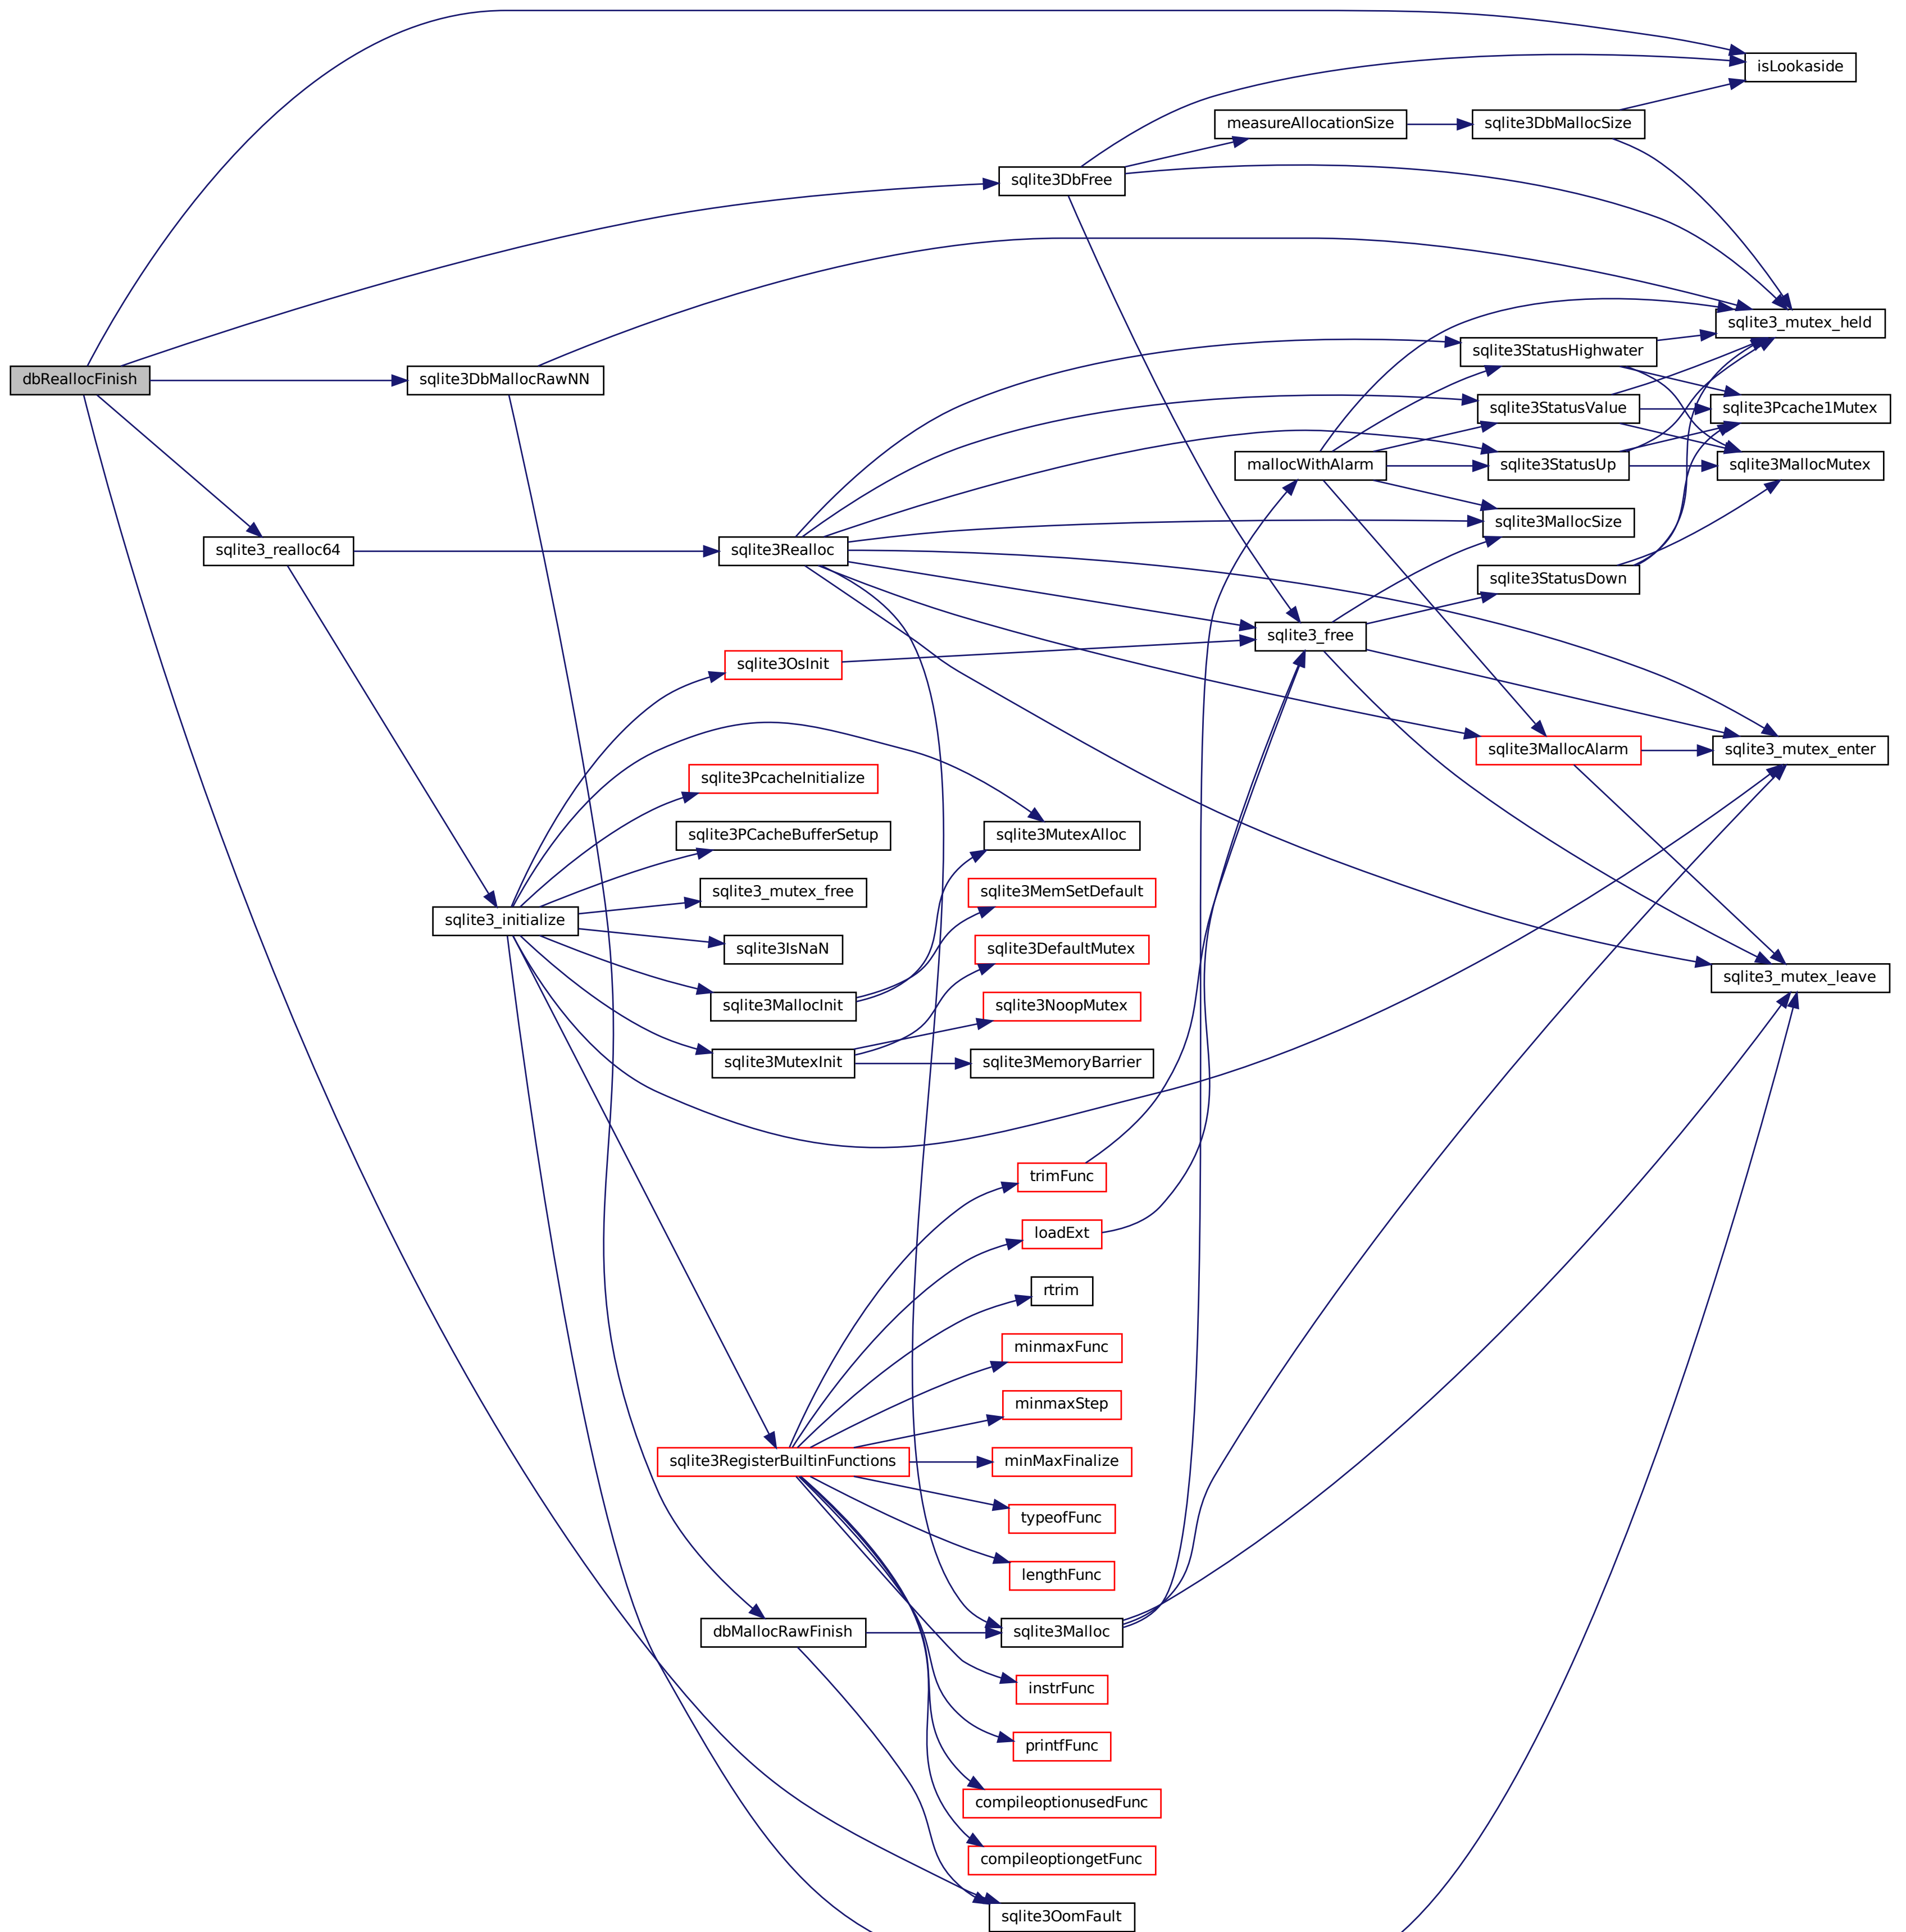 isLookaside
measureAllocationSize
sqlite3DbMallocSize
sqlite3DbFree
sqlite3_mutex_held
sqlite3StatusHighwater
dbReallocFinish
sqlite3DbMallocRawNN
sqlite3StatusValue
sqlite3Pcache1Mutex
mallocWithAlarm
sqlite3StatusUp
sqlite3MallocMutex
sqlite3MallocSize
sqlite3_realloc64
sqlite3Realloc
sqlite3StatusDown
sqlite3_free
sqlite3OsInit
sqlite3MallocAlarm
sqlite3_mutex_enter
sqlite3PcacheInitialize
sqlite3PCacheBufferSetup
sqlite3MutexAlloc
sqlite3_mutex_free
sqlite3MemSetDefault
sqlite3_initialize
sqlite3IsNaN
sqlite3DefaultMutex
sqlite3_mutex_leave
sqlite3MallocInit
sqlite3NoopMutex
sqlite3MutexInit
sqlite3MemoryBarrier
trimFunc
loadExt
rtrim
minmaxFunc
minmaxStep
sqlite3RegisterBuiltinFunctions
minMaxFinalize
typeofFunc
lengthFunc
dbMallocRawFinish
sqlite3Malloc
instrFunc
printfFunc
compileoptionusedFunc
compileoptiongetFunc
sqlite3OomFault